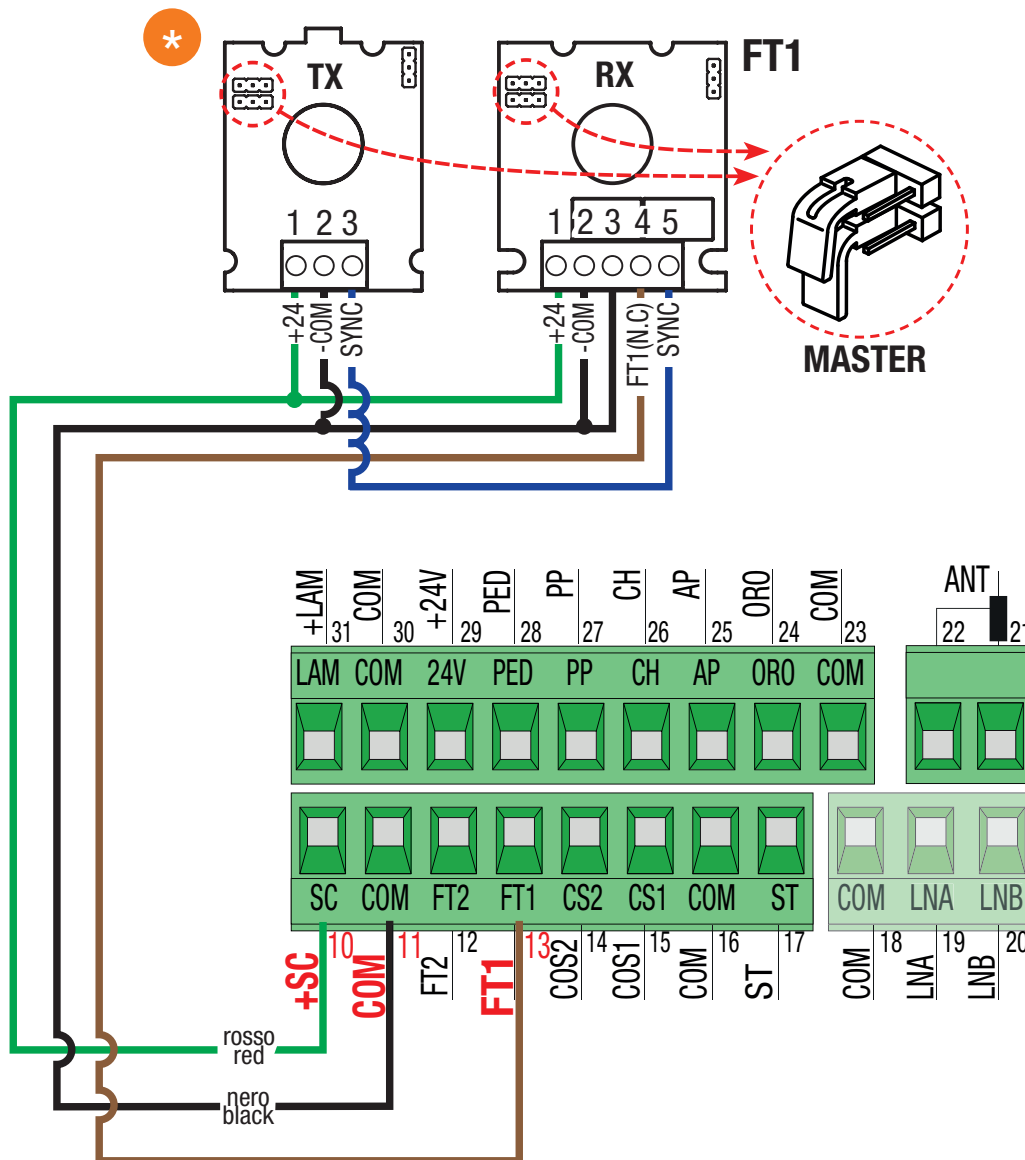 *
TX
RX
FT1
1 2 3
1 2 3 4 5
+24
-COM
SYNC
+24
-COM
FT1(N.C)
SYNC
MASTER
+LAM
COM
+24V
PED
PP
CH
AP
ORO
COM
ANT
31 30 29 28 27 26 25 24 23 22 21
LAM COM 24V PED PP CH AP ORO COM
SC COM FT2 FT1 CS2 CS1 COM ST COM LNA LNB
10 11 12 13 14 15 16 17 18 19 20
+SC
COM
FT2
FT1
COS2
COS1
COM
ST
COM
LNA
LNB
rosso
red
nero
black